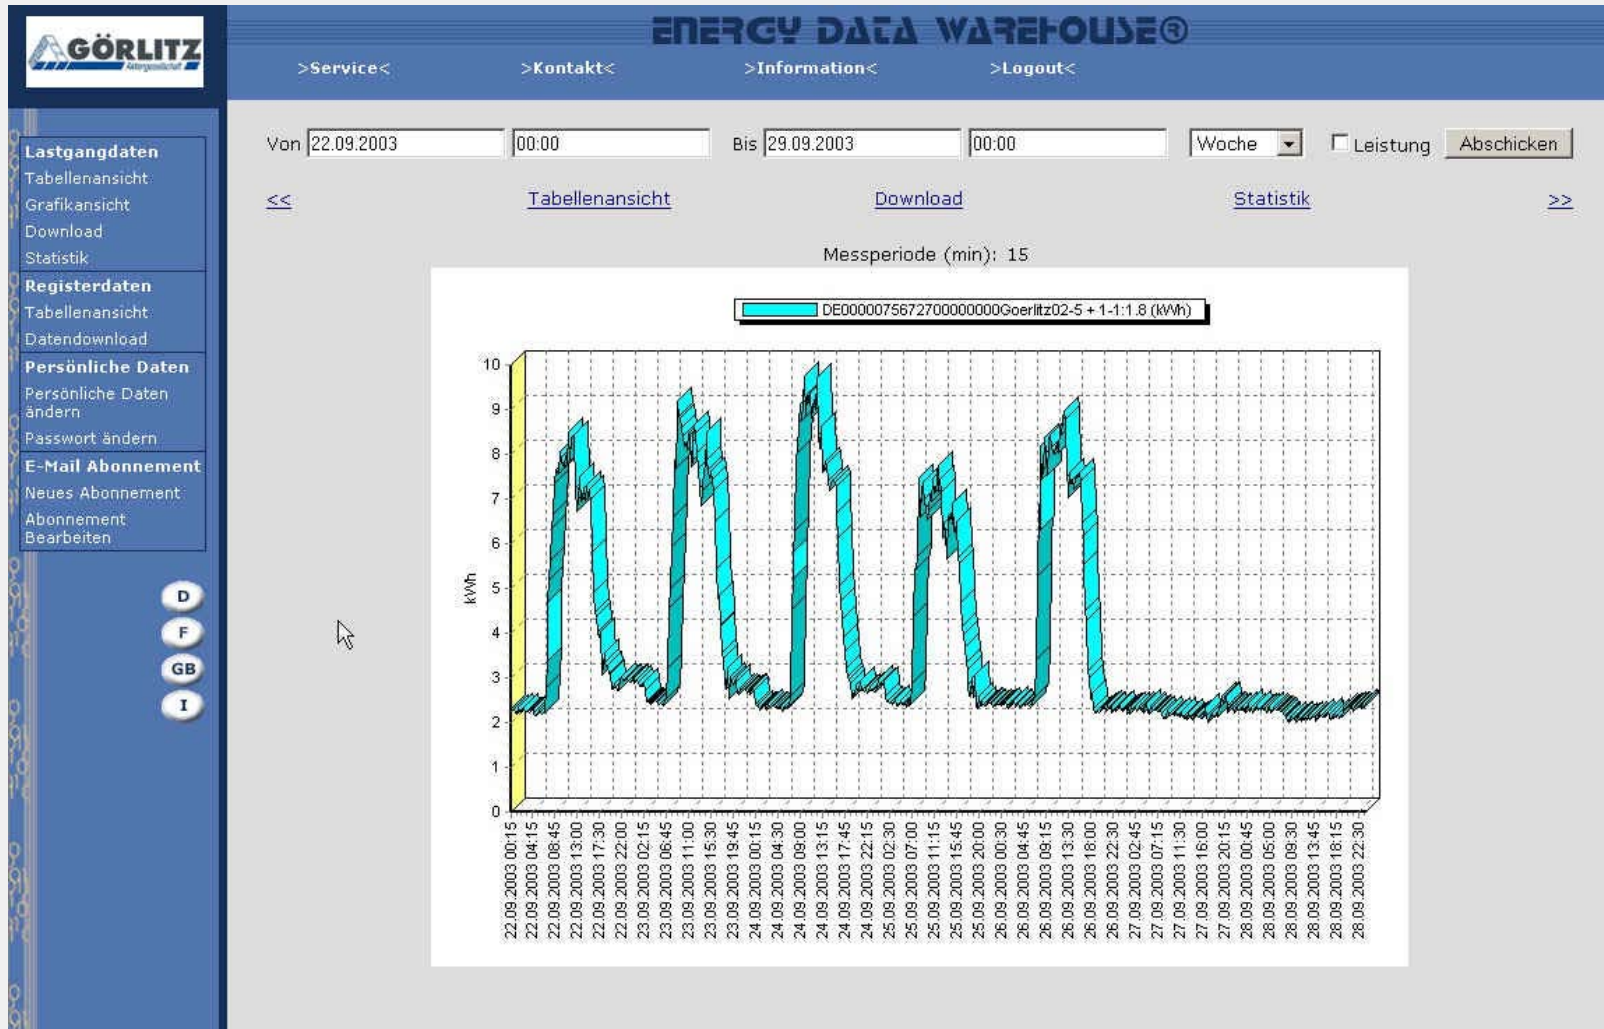 GÖRLITZ
Aktiengesellschaft
ENERGY DATA WAREHOUSE®
>Service< >Kontakt< >Information< >Logout<
Lastgangdaten
Tabellenansicht
Grafikansicht
Download
Statistik
Registerdaten
Tabellenansicht
Datendownload
Persönliche Daten
Persönliche Daten
ändern
Passwort ändern
E-Mail Abonnement
Neues Abonnement
Abonnement
Bearbeiten
D
F
GB
I
Von 22.09.2003 00:00 Bis 29.09.2003 00:00 Woche Leistung Abschicken
<< Tabellenansicht Download Statistik >>
Messperiode (min): 15
DE0000075672700000000Goerlitz02-5 + 1-1:1.8 (kWh)
10
9
8
7
6
5
4
3
2
1
0
kWh
22.09.2003 00:15
22.09.2003 04:15
22.09.2003 08:45
22.09.2003 13:00
22.09.2003 17:30
22.09.2003 22:00
23.09.2003 02:15
23.09.2003 06:45
23.09.2003 11:00
23.09.2003 15:30
23.09.2003 19:45
24.09.2003 00:15
24.09.2003 04:30
24.09.2003 09:00
24.09.2003 13:15
24.09.2003 17:45
24.09.2003 22:15
25.09.2003 02:30
25.09.2003 07:00
25.09.2003 11:15
25.09.2003 15:45
25.09.2003 20:00
26.09.2003 00:30
26.09.2003 04:45
26.09.2003 09:15
26.09.2003 13:30
26.09.2003 18:00
26.09.2003 22:30
27.09.2003 02:45
27.09.2003 07:15
27.09.2003 11:30
27.09.2003 16:00
27.09.2003 20:15
28.09.2003 00:45
28.09.2003 05:00
28.09.2003 09:30
28.09.2003 13:45
28.09.2003 18:15
28.09.2003 22:30